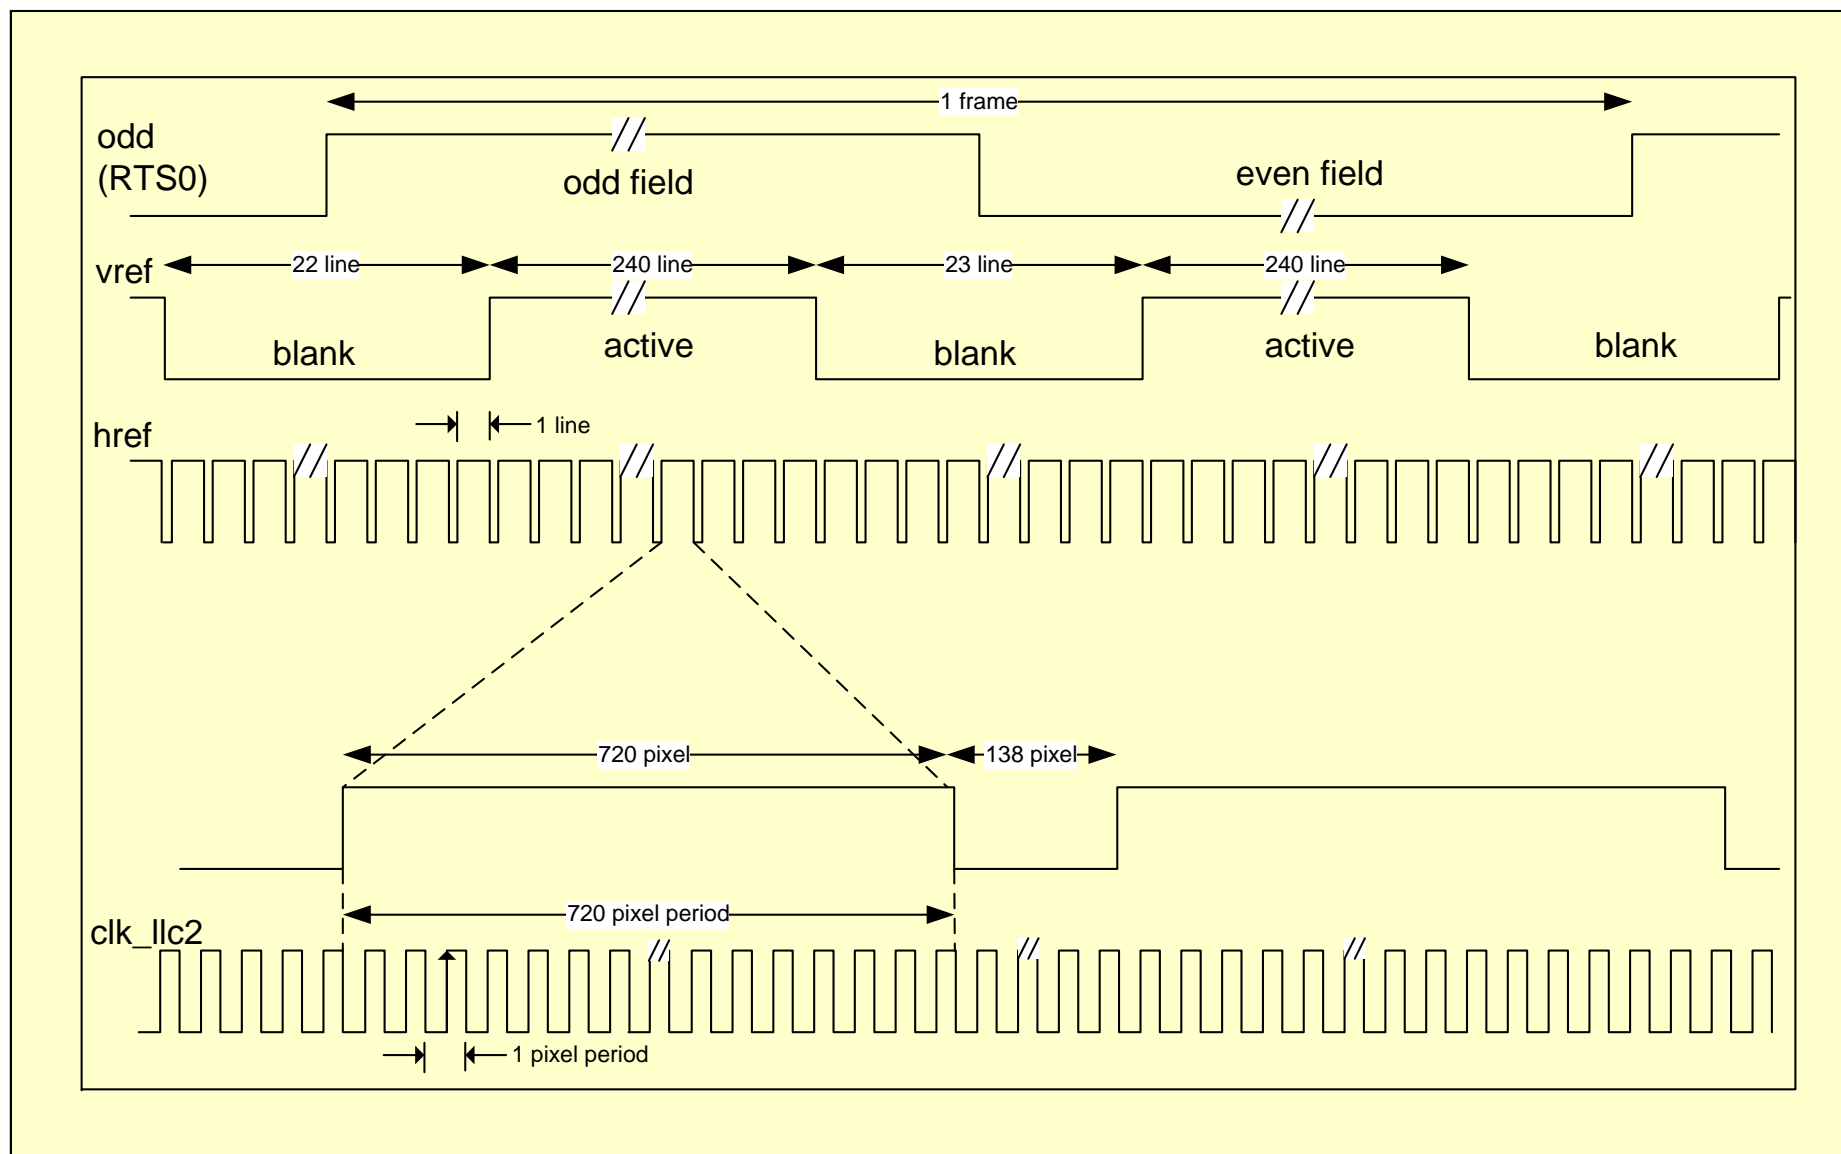 1 frame
odd
(RTS0)
odd field
even field
vref
22 line
240 line
23 line
240 line
blank
active
blank
active
blank
href
1 line
720 pixel
138 pixel
720 pixel period
clk_llc2
1 pixel period